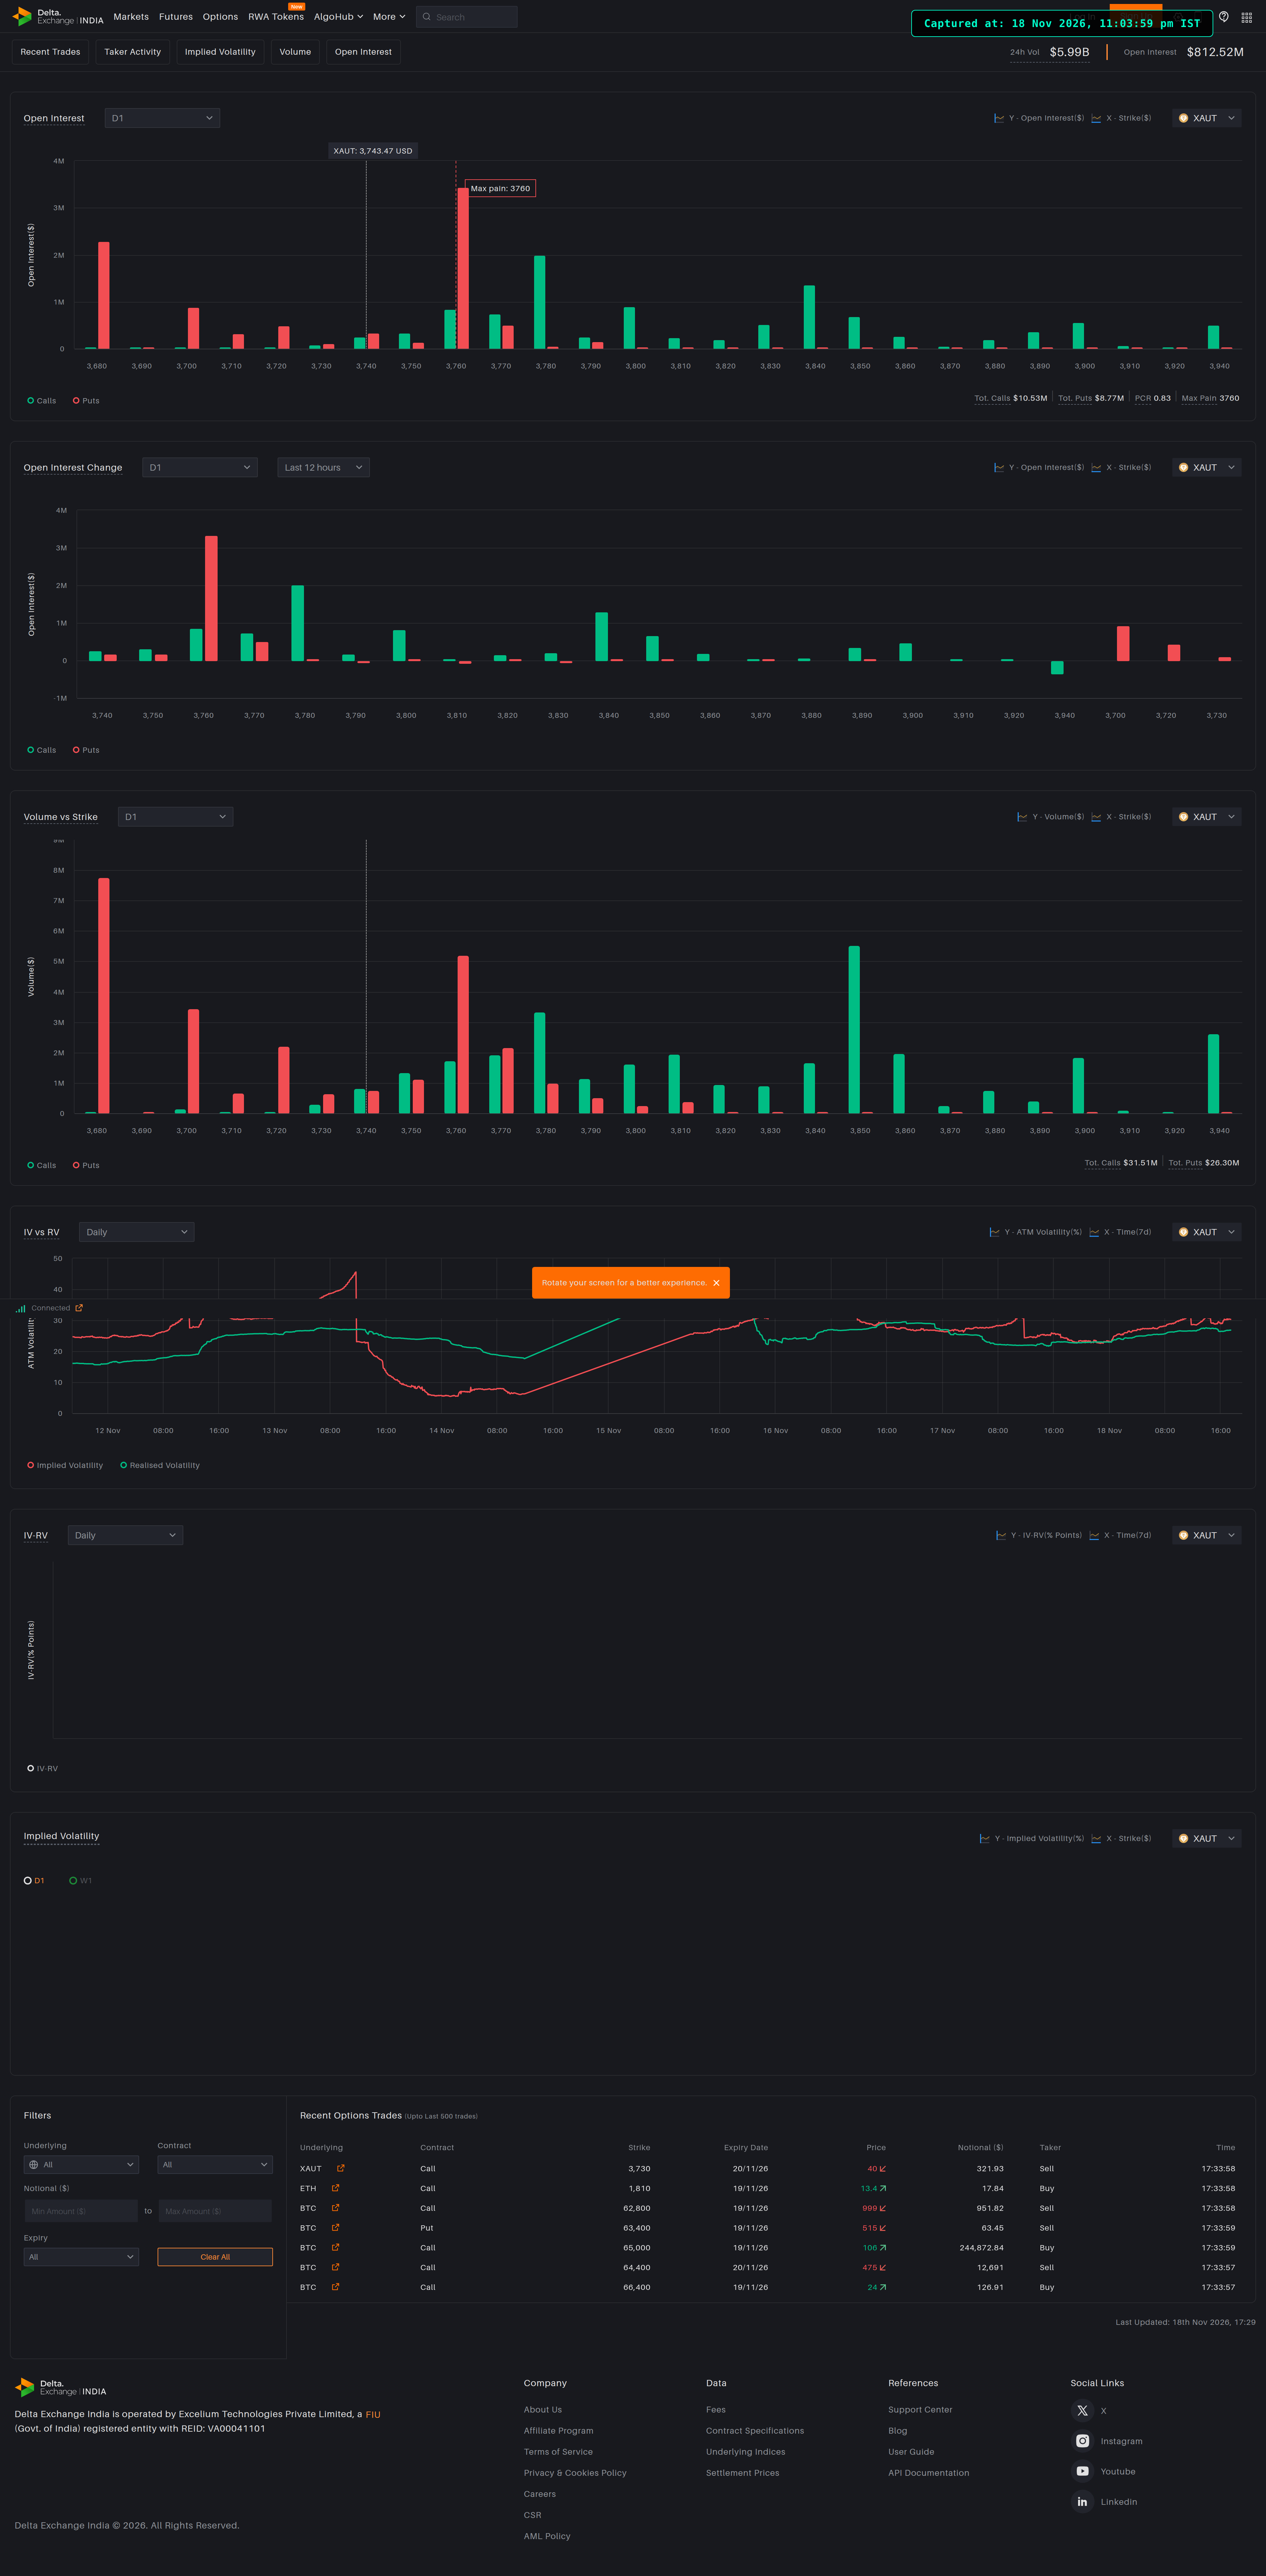 Delta. Exchange | INDIA Markets Futures Options RWA Tokens New AlgoHub More Search
Captured at: 18 Nov 2026, 11:03:59 pm IST
Recent Trades Taker Activity Implied Volatility Volume Open Interest 24h Vol $5.99B Open Interest $812.52M
Open Interest D1 Y - Open Interest($) X - Strike($) XAUT
XAUT: 3,743.47 USD
Max pain: 3760
4M
3M
2M
1M
0
Open Interest($)
3,680 3,690 3,700 3,710 3,720 3,730 3,740 3,750 3,760 3,770 3,780 3,790 3,800 3,810 3,820 3,830 3,840 3,850 3,860 3,870 3,880 3,890 3,900 3,910 3,920 3,940
Calls Puts Tot. Calls $10.53M Tot. Puts $8.77M PCR 0.83 Max Pain 3760
Open Interest Change D1 Last 12 hours Y - Open Interest($) X - Strike($) XAUT
4M
3M
2M
1M
0
-1M
Open Interest($)
3,740 3,750 3,760 3,770 3,780 3,790 3,800 3,810 3,820 3,830 3,840 3,850 3,860 3,870 3,880 3,890 3,900 3,910 3,920 3,940 3,700 3,720 3,730
Calls Puts
Volume vs Strike D1 Y - Volume($) X - Strike($) XAUT
9M
8M
7M
6M
5M
4M
3M
2M
1M
0
Volume($)
3,680 3,690 3,700 3,710 3,720 3,730 3,740 3,750 3,760 3,770 3,780 3,790 3,800 3,810 3,820 3,830 3,840 3,850 3,860 3,870 3,880 3,890 3,900 3,910 3,920 3,940
Calls Puts Tot. Calls $31.51M Tot. Puts $26.30M
IV vs RV Daily Y - ATM Volatility(%) X - Time(7d) XAUT
50
40
Rotate your screen for a better experience.
Connected
30
20
10
0
ATM Volatilit
12 Nov 08:00 16:00 13 Nov 08:00 16:00 14 Nov 08:00 16:00 15 Nov 08:00 16:00 16 Nov 08:00 16:00 17 Nov 08:00 16:00 18 Nov 08:00 16:00
Implied Volatility Realised Volatility
IV-RV Daily Y - IV-RV(% Points) X - Time(7d) XAUT
IV-RV(% Points)
IV-RV
Implied Volatility Y - Implied Volatility(%) X - Strike($) XAUT
D1 W1
Filters
Underlying Contract
All All
Notional ($)
Min Amount ($) to Max Amount ($)
Expiry
All Clear All
Recent Options Trades (Upto Last 500 trades)
Underlying Contract Strike Expiry Date Price Notional ($) Taker Time
XAUT Call 3,730 20/11/26 40 321.93 Sell 17:33:58
ETH Call 1,810 19/11/26 13.4 17.84 Buy 17:33:58
BTC Call 62,800 19/11/26 999 951.82 Sell 17:33:58
BTC Put 63,400 19/11/26 515 63.45 Sell 17:33:59
BTC Call 65,000 19/11/26 106 244,872.84 Buy 17:33:59
BTC Call 64,400 20/11/26 475 12,691 Sell 17:33:57
BTC Call 66,400 19/11/26 24 126.91 Buy 17:33:57
Last Updated: 18th Nov 2026, 17:29
Delta. Exchange | INDIA
Delta Exchange India is operated by Excelium Technologies Private Limited, a FIU
(Govt. of India) registered entity with REID: VA00041101
Delta Exchange India © 2026. All Rights Reserved.
Company
About Us
Affiliate Program
Terms of Service
Privacy & Cookies Policy
Careers
CSR
AML Policy
Data
Fees
Contract Specifications
Underlying Indices
Settlement Prices
References
Support Center
Blog
User Guide
API Documentation
Social Links
X
Instagram
Youtube
Linkedin